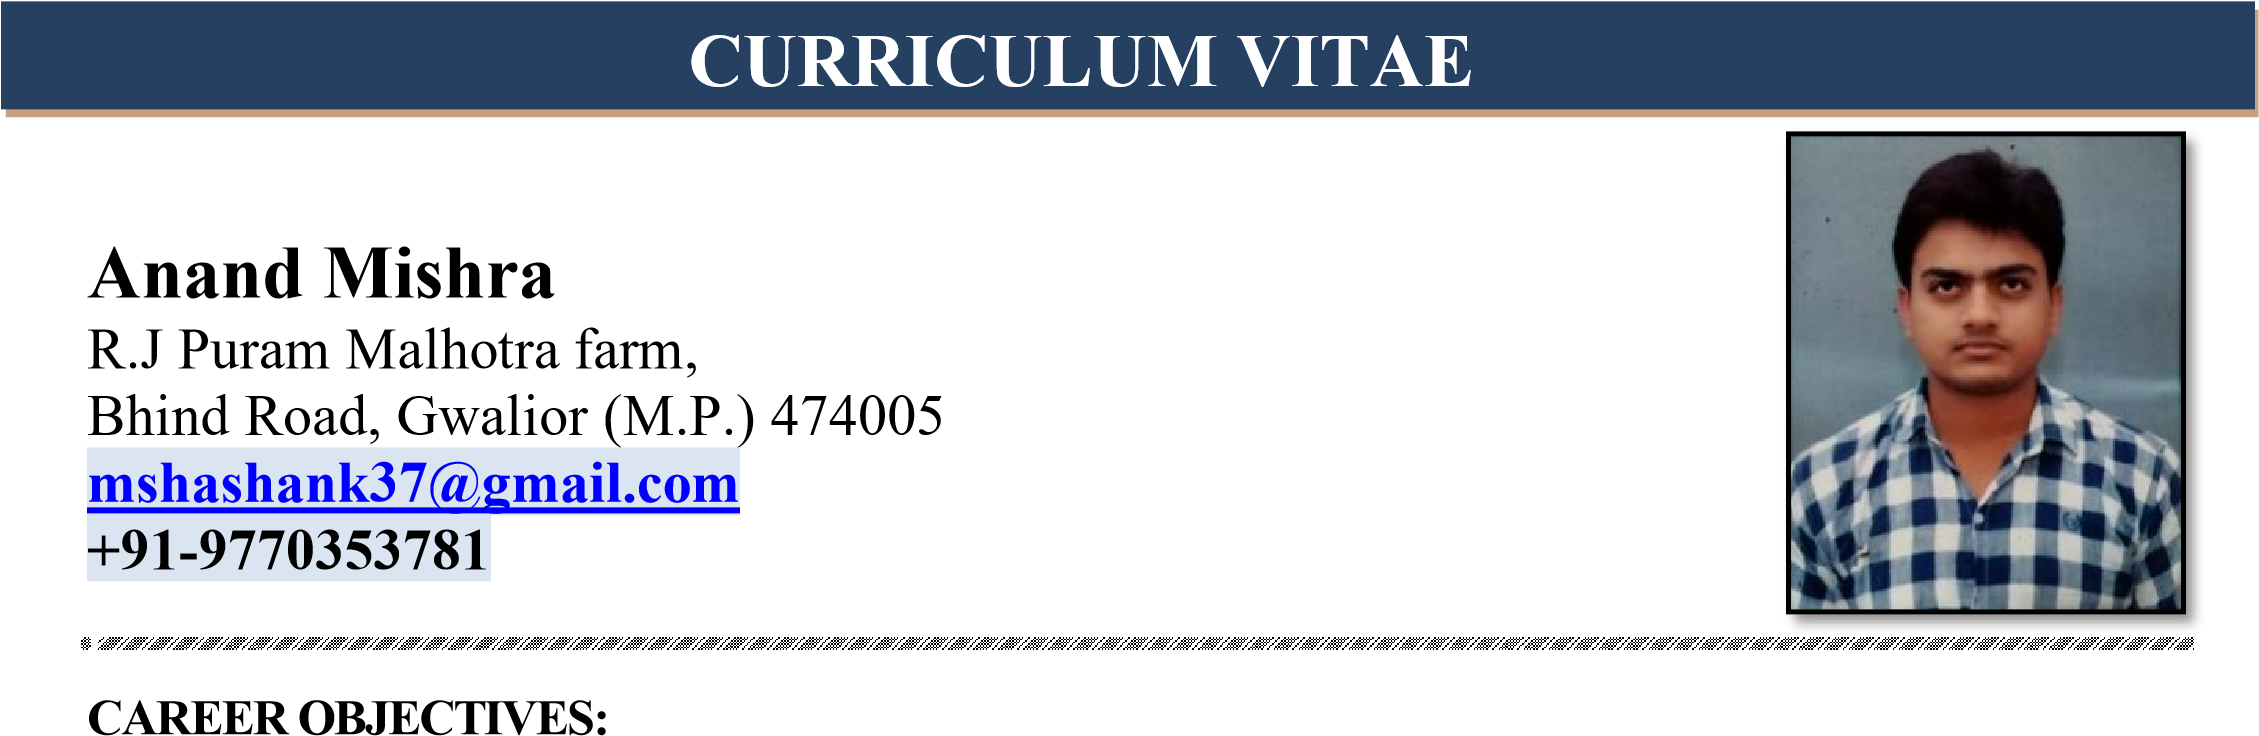 CURRICULUM VITAE
Anand Mishra
R.J Puram Malhotra farm,
Bhind Road, Gwalior (M.P.) 474005
mshashank37@gmail.com
+91-9770353781
CAREER OBJECTIVES: